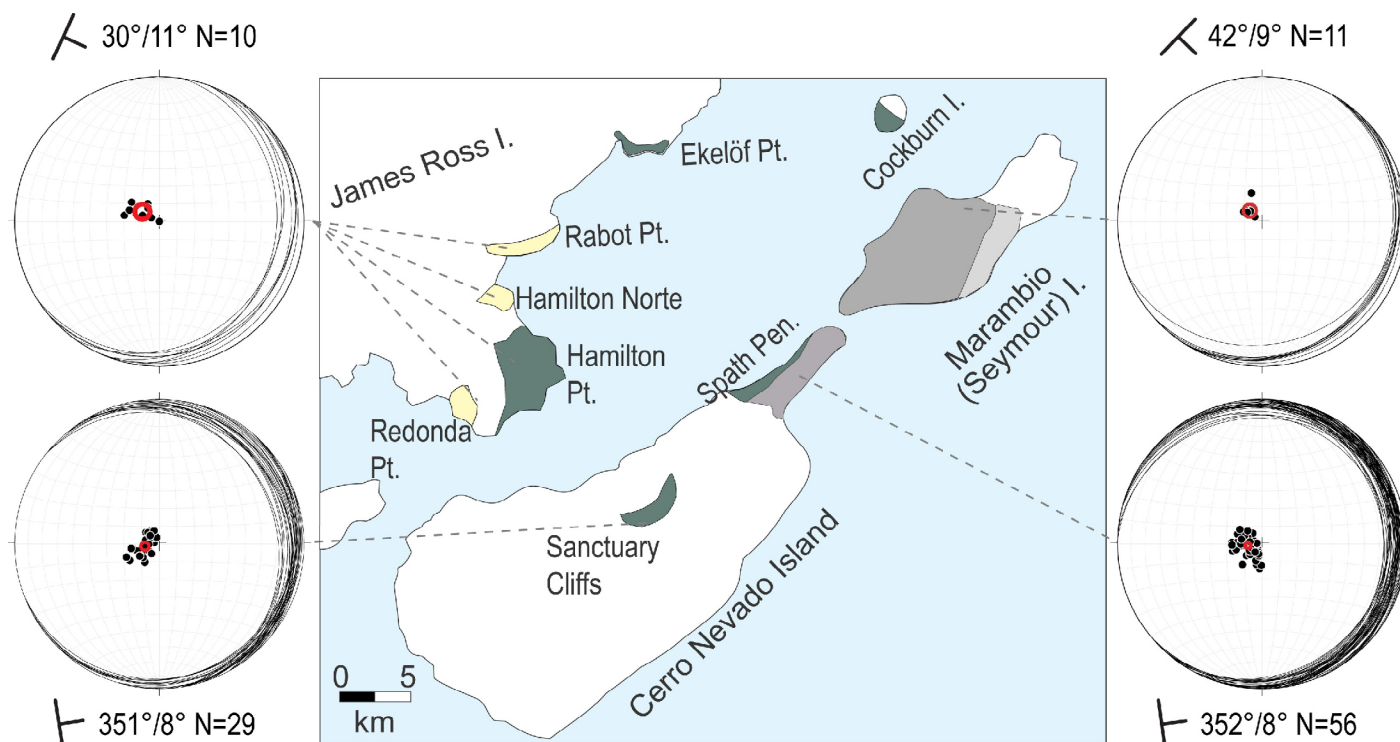 30°/11° N=10
42°/9° N=11
James Ross I.
Ekelöf Pt.
Cockburn I.
Rabot Pt.
Hamilton Norte
Hamilton
Pt.
Marambio
(Seymour) I.
Spath Pen.
Redonda
Pt.
Sanctuary
Cliffs
Cerro Nevado Island
0 5
km
351°/8° N=29
352°/8° N=56